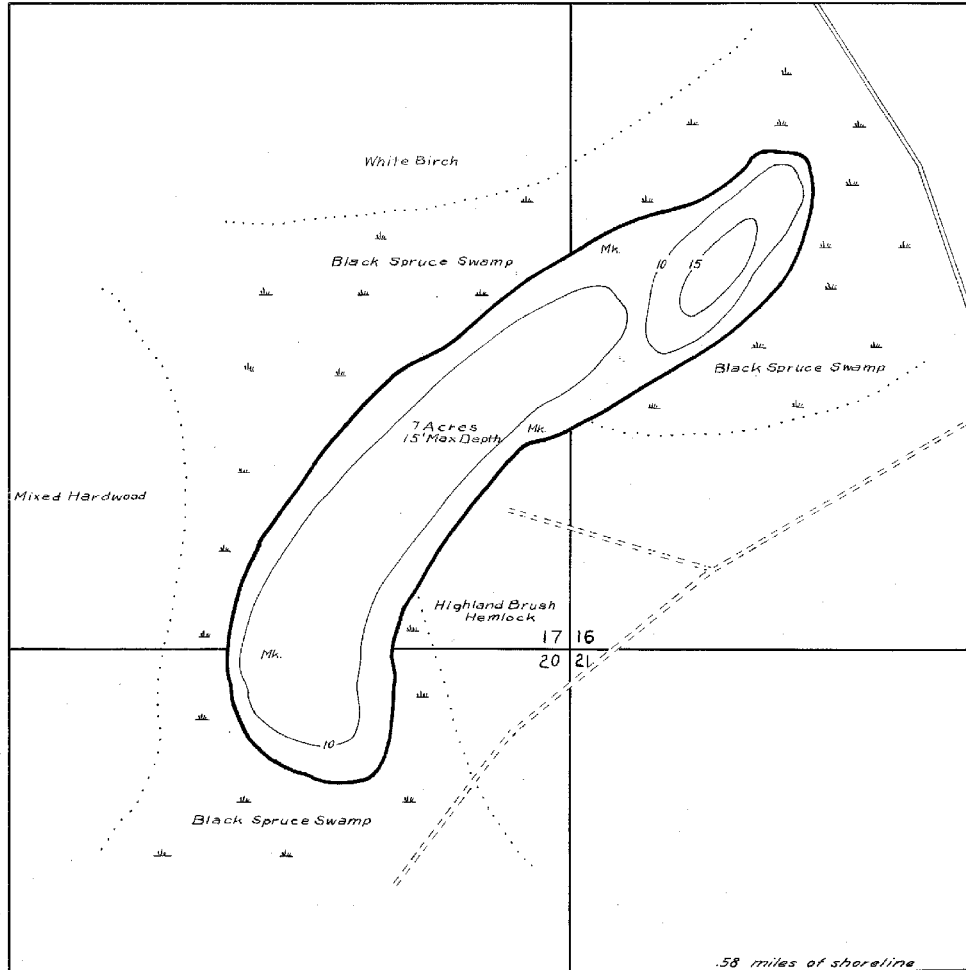 White Birch
Mk.
Black Spruce Swamp
10
15
Black Spruce Swamp
7 Acres
15' Max Depth
Mk.
Mixed Hardwood
Highland Brush
Hemlock
17 16
20 21
Mk.
10
Black Spruce Swamp
.58 miles of shoreline